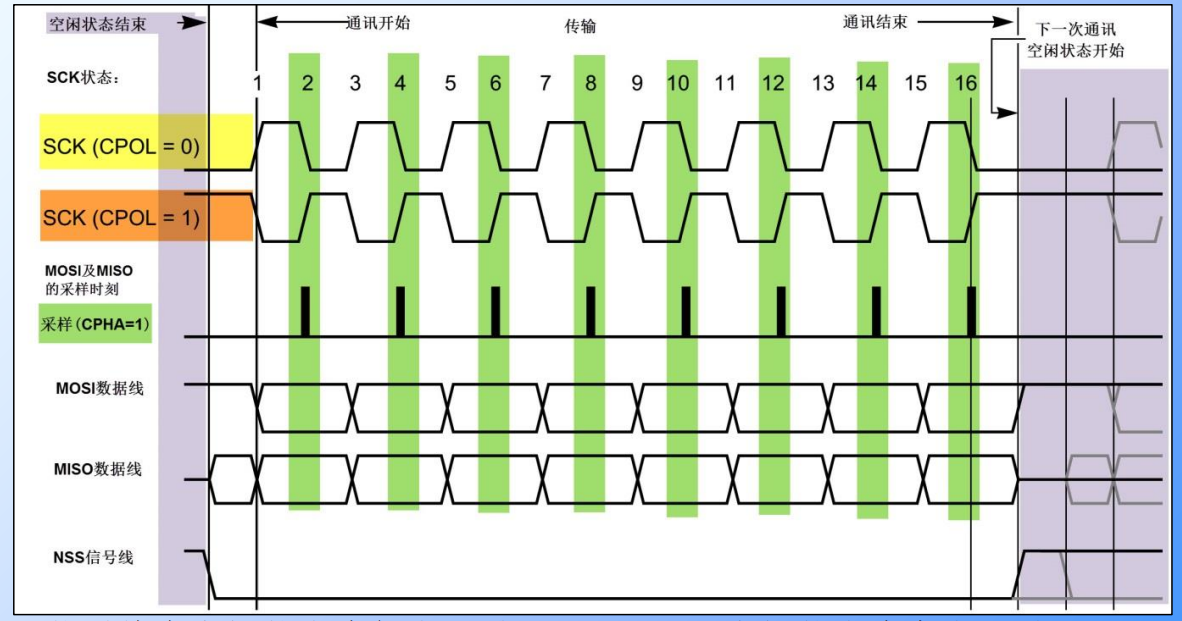 空闲状态结束
通讯开始
传输
通讯结束
下一次通讯
空闲状态开始
SCK状态：
1 2 3 4 5 6 7 8 9 10 11 12 13 14 15 16
SCK (CPOL = 0)
SCK (CPOL = 1)
MOSI及MISO
的采样时刻
采样(CPHA=1)
MOSI数据线
MISO数据线
NSS信号线